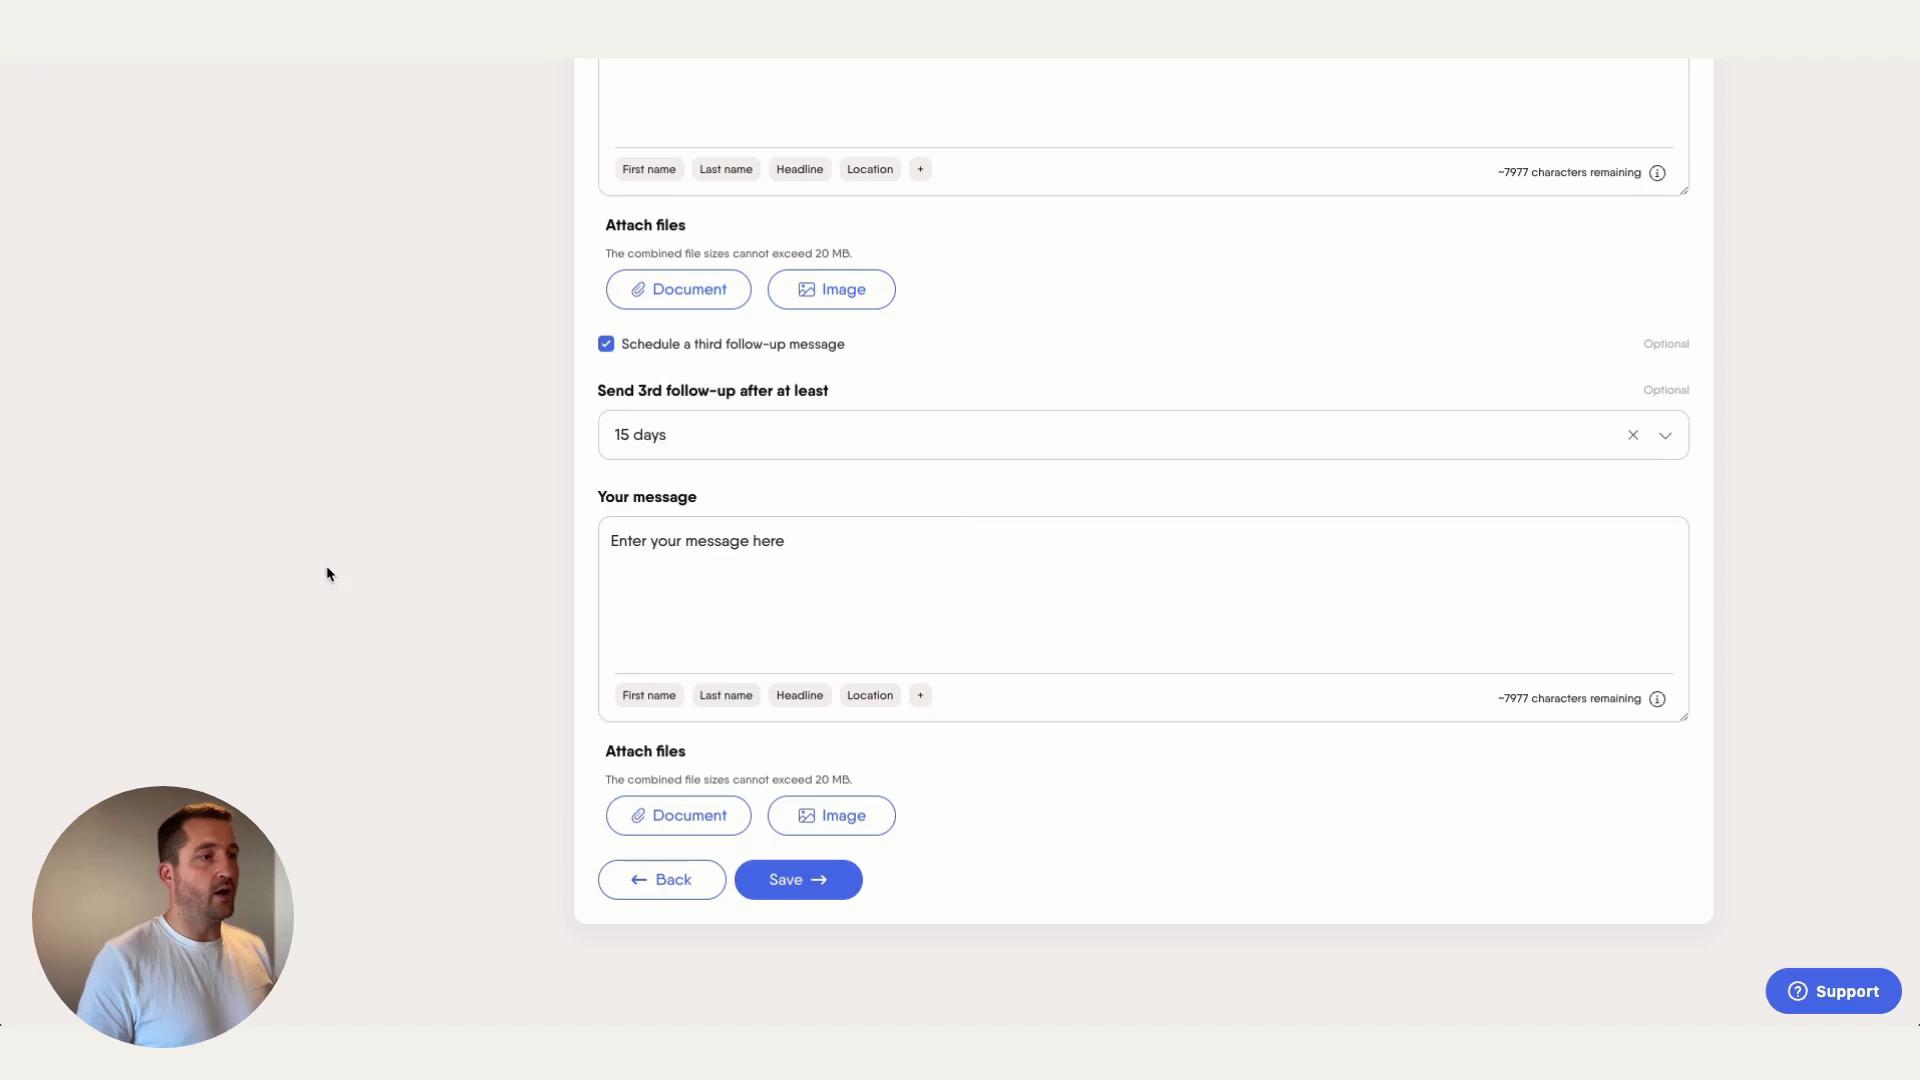 First name Last name Headline Location + ~7977 characters remaining
Attach files
The combined file sizes cannot exceed 20 MB.
Document Image
Schedule a third follow-up message Optional
Send 3rd follow-up after at least Optional
15 days
Your message
Enter your message here
First name Last name Headline Location + ~7977 characters remaining
Attach files
The combined file sizes cannot exceed 20 MB.
Document Image
← Back Save →
Support